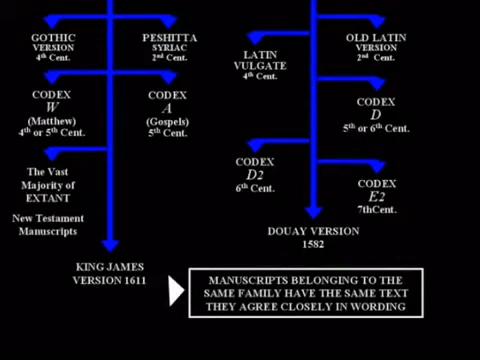 GOTHIC
VERSION
4th Cent.
PESHITTA
SYRIAC
2nd Cent.
CODEX
W
(Matthew)
4th or 5th Cent.
CODEX
A
(Gospels)
5th Cent.
The Vast
Majority of
EXTANT
New Testament
Manuscripts
KING JAMES
VERSION 1611
LATIN
VULGATE
4th Cent.
OLD LATIN
VERSION
2nd Cent.
CODEX
D
5th or 6th Cent.
CODEX
D2
6th Cent.
CODEX
E2
7thCent.
DOUAY VERSION
1582
MANUSCRIPTS BELONGING TO THE
SAME FAMILY HAVE THE SAME TEXT
THEY AGREE CLOSELY IN WORDING